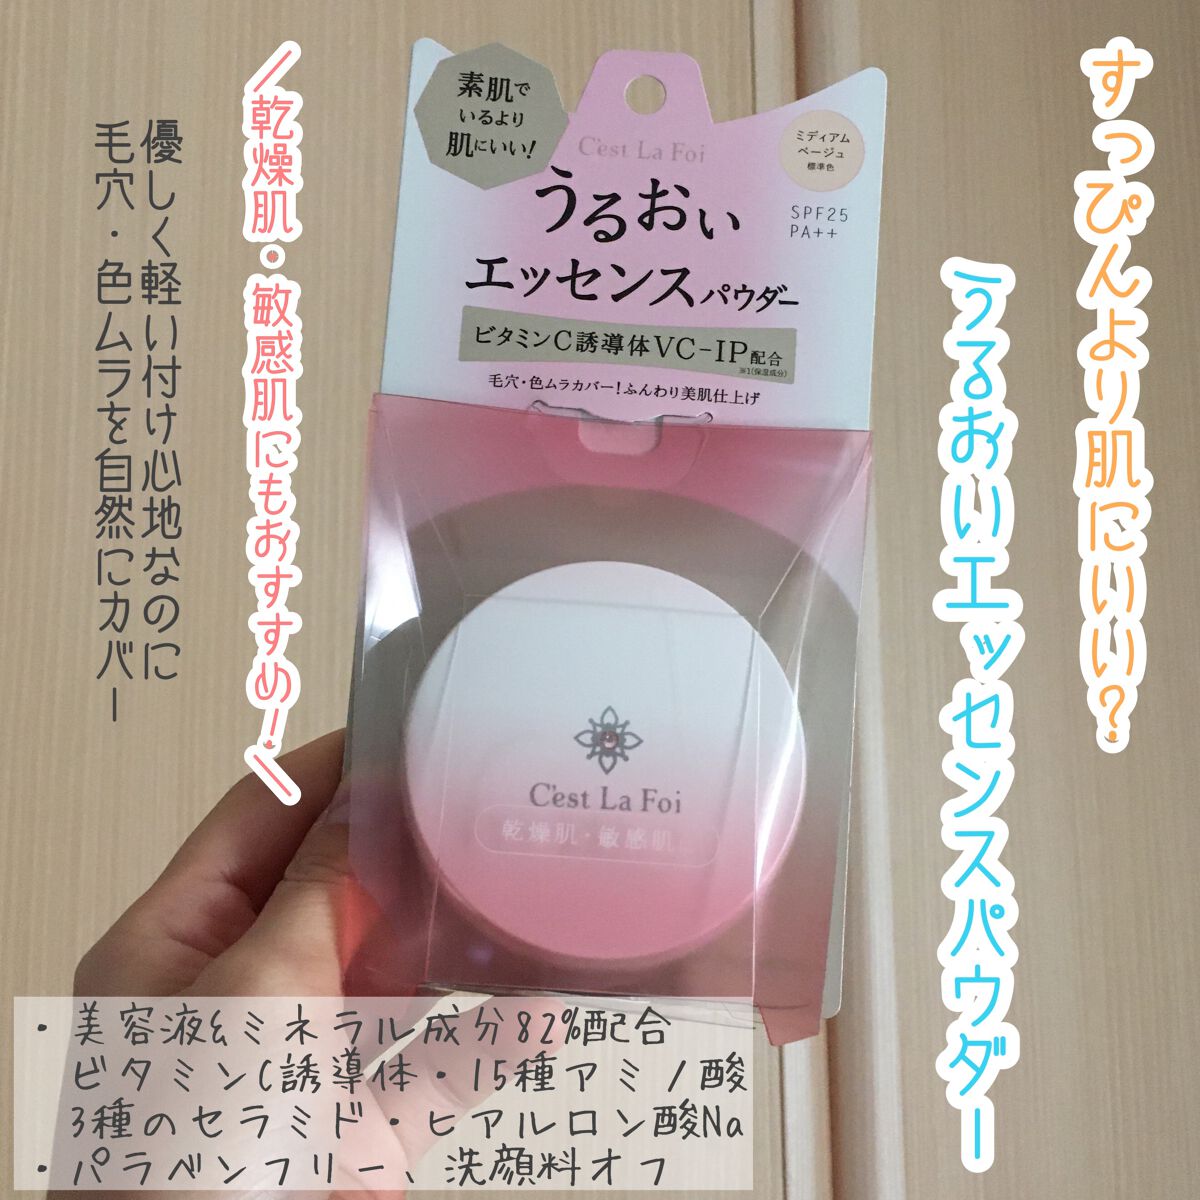 すっぴんより肌にいい?
うるおいエッセンスパウダー
＼乾燥肌・敏感肌にもおすすめ!／
優しく軽い付け心地なのに
毛穴・色ムラを自然にカバー
素肌で
いるより
肌にいい!
C'est La Foi
ミディアム
ベージュ
標準色
うるおい
エッセンスパウダー
SPF25
PA++
ビタミンC誘導体VC-IP配合
※1(保湿成分)
毛穴・色ムラカバー!ふんわり美肌仕上げ
C'est La Foi
乾燥肌・敏感肌
・美容液&ミネラル成分82%配合
ビタミンC誘導体・15種アミノ酸
3種のセラミド・ヒアルロン酸Na
・パラベンフリー、洗顔料オフ